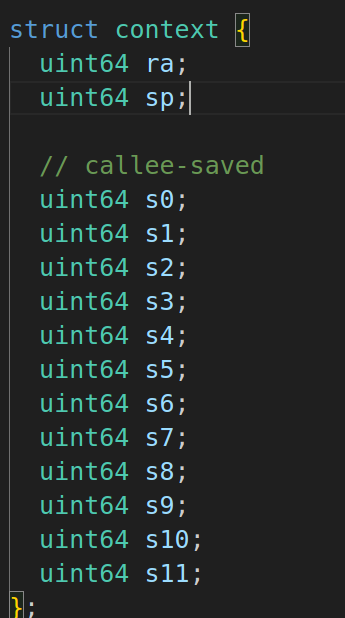 struct context {
uint64 ra;
uint64 sp;
// callee-saved
uint64 s0;
uint64 s1;
uint64 s2;
uint64 s3;
uint64 s4;
uint64 s5;
uint64 s6;
uint64 s7;
uint64 s8;
uint64 s9;
uint64 s10;
uint64 s11;
};